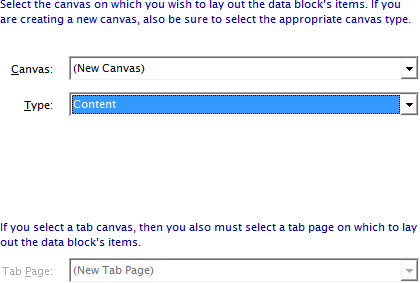 Select the canvas on which you wish to lay out the data block's items. If you
are creating a new canvas, also be sure to select the appropriate canvas type.
Canvas: (New Canvas)
Type: Content
If you select a tab canvas, then you also must select a tab page on which to lay
out the data block's items.
Tab Page: (New Tab Page)